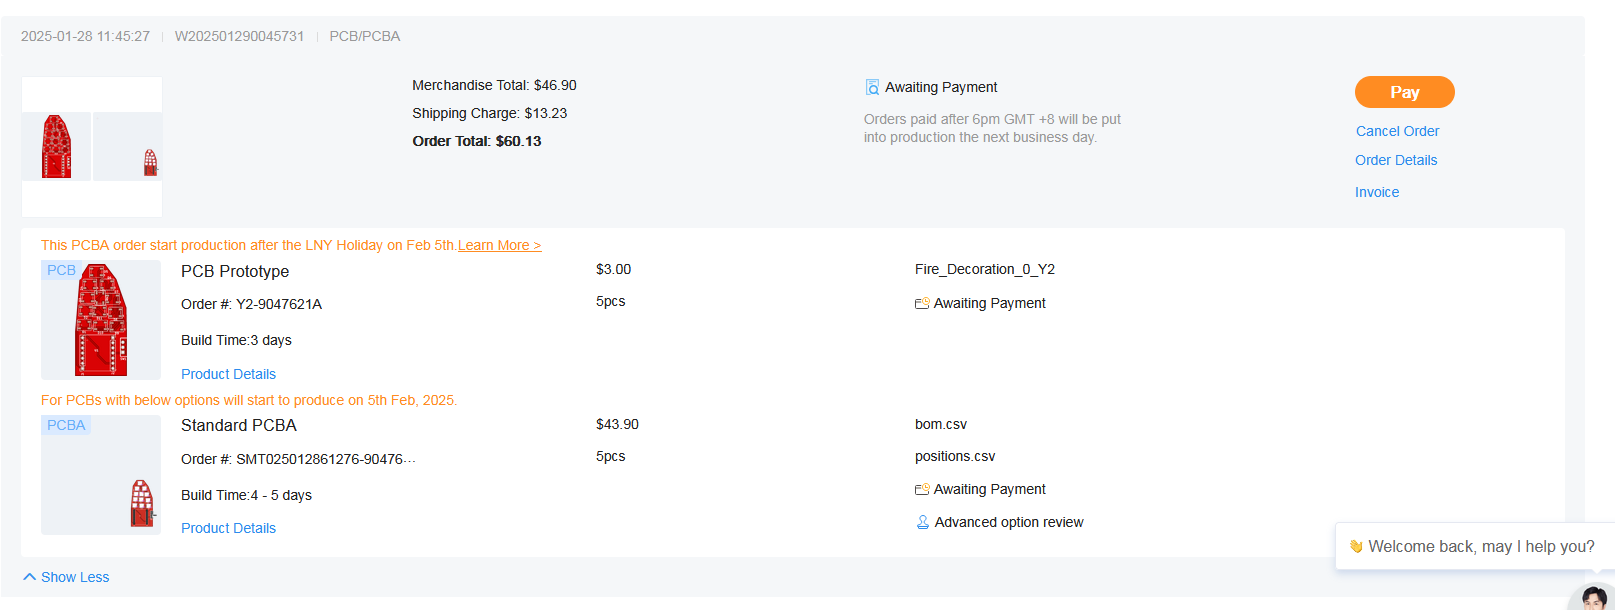 2025-01-28 11:45:27 | W202501290045731 | PCB/PCBA
Merchandise Total: $46.90
Shipping Charge: $13.23
Order Total: $60.13
Awaiting Payment
Orders paid after 6pm GMT +8 will be put
into production the next business day.
Pay
Cancel Order
Order Details
Invoice
This PCBA order start production after the LNY Holiday on Feb 5th.Learn More >
PCB
PCB Prototype
Order #: Y2-9047621A
Build Time:3 days
Product Details
$3.00
5pcs
Fire_Decoration_0_Y2
Awaiting Payment
For PCBs with below options will start to produce on 5th Feb, 2025.
PCBA
Standard PCBA
Order #: SMT025012861276-90476...
Build Time:4 - 5 days
Product Details
$43.90
5pcs
bom.csv
positions.csv
Awaiting Payment
Advanced option review
👋 Welcome back, may I help you?
Show Less